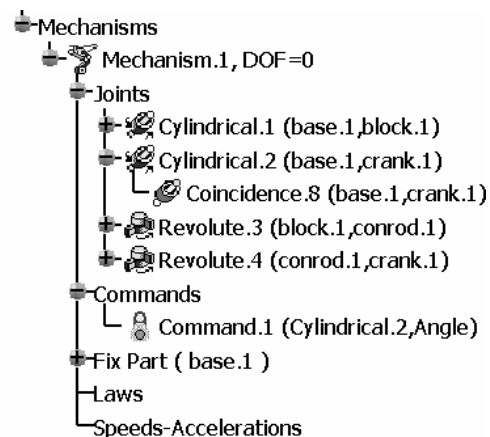 Mechanisms
Mechanism.1, DOF=0
Joints
Cylindrical.1 (base.1,block.1)
Cylindrical.2 (base.1,crank.1)
Coincidence.8 (base.1,crank.1)
Revolute.3 (block.1,conrod.1)
Revolute.4 (conrod.1,crank.1)
Commands
Command.1 (Cylindrical.2,Angle)
Fix Part ( base.1 )
Laws
Speeds-Accelerations